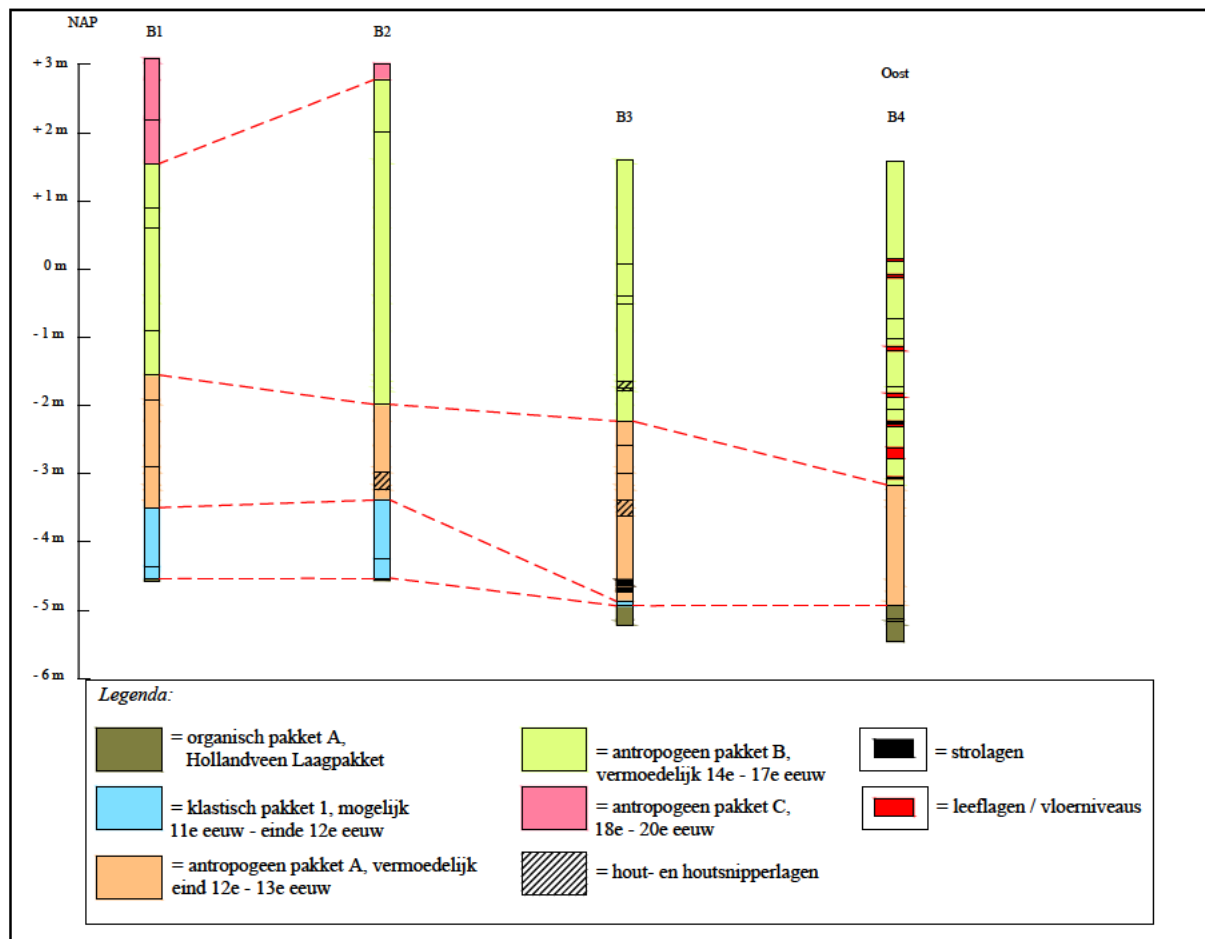 NAP
B1
B2
Oost
B3
B4
+ 3 m
+ 2 m
+ 1 m
0 m
- 1 m
- 2 m
- 3 m
- 4 m
- 5 m
- 6 m
Legenda:
= organisch pakket A,
Hollandveen Laagpakket
= klastisch pakket 1, mogelijk
11e eeuw - einde 12e eeuw
= antropogeen pakket A, vermoedelijk
eind 12e - 13e eeuw
= antropogeen pakket B,
vermoedelijk 14e - 17e eeuw
= antropogeen pakket C,
18e - 20e eeuw
= hout- en houtsnipperlagen
= strolagen
= leeflagen / vloerniveaus